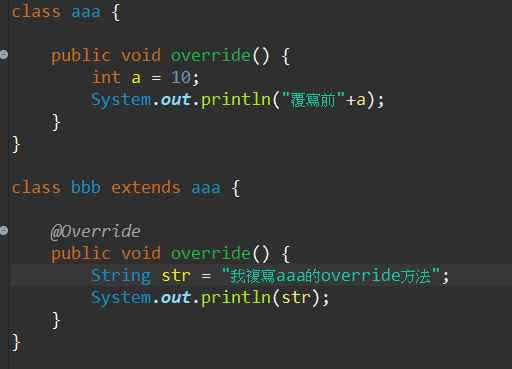 class aaa {
public void override() {
int a = 10;
System.out.println("覆寫前"+a);
}
}
class bbb extends aaa {
@Override
public void override() {
String str = "我複寫aaa的override方法";
System.out.println(str);
}
}